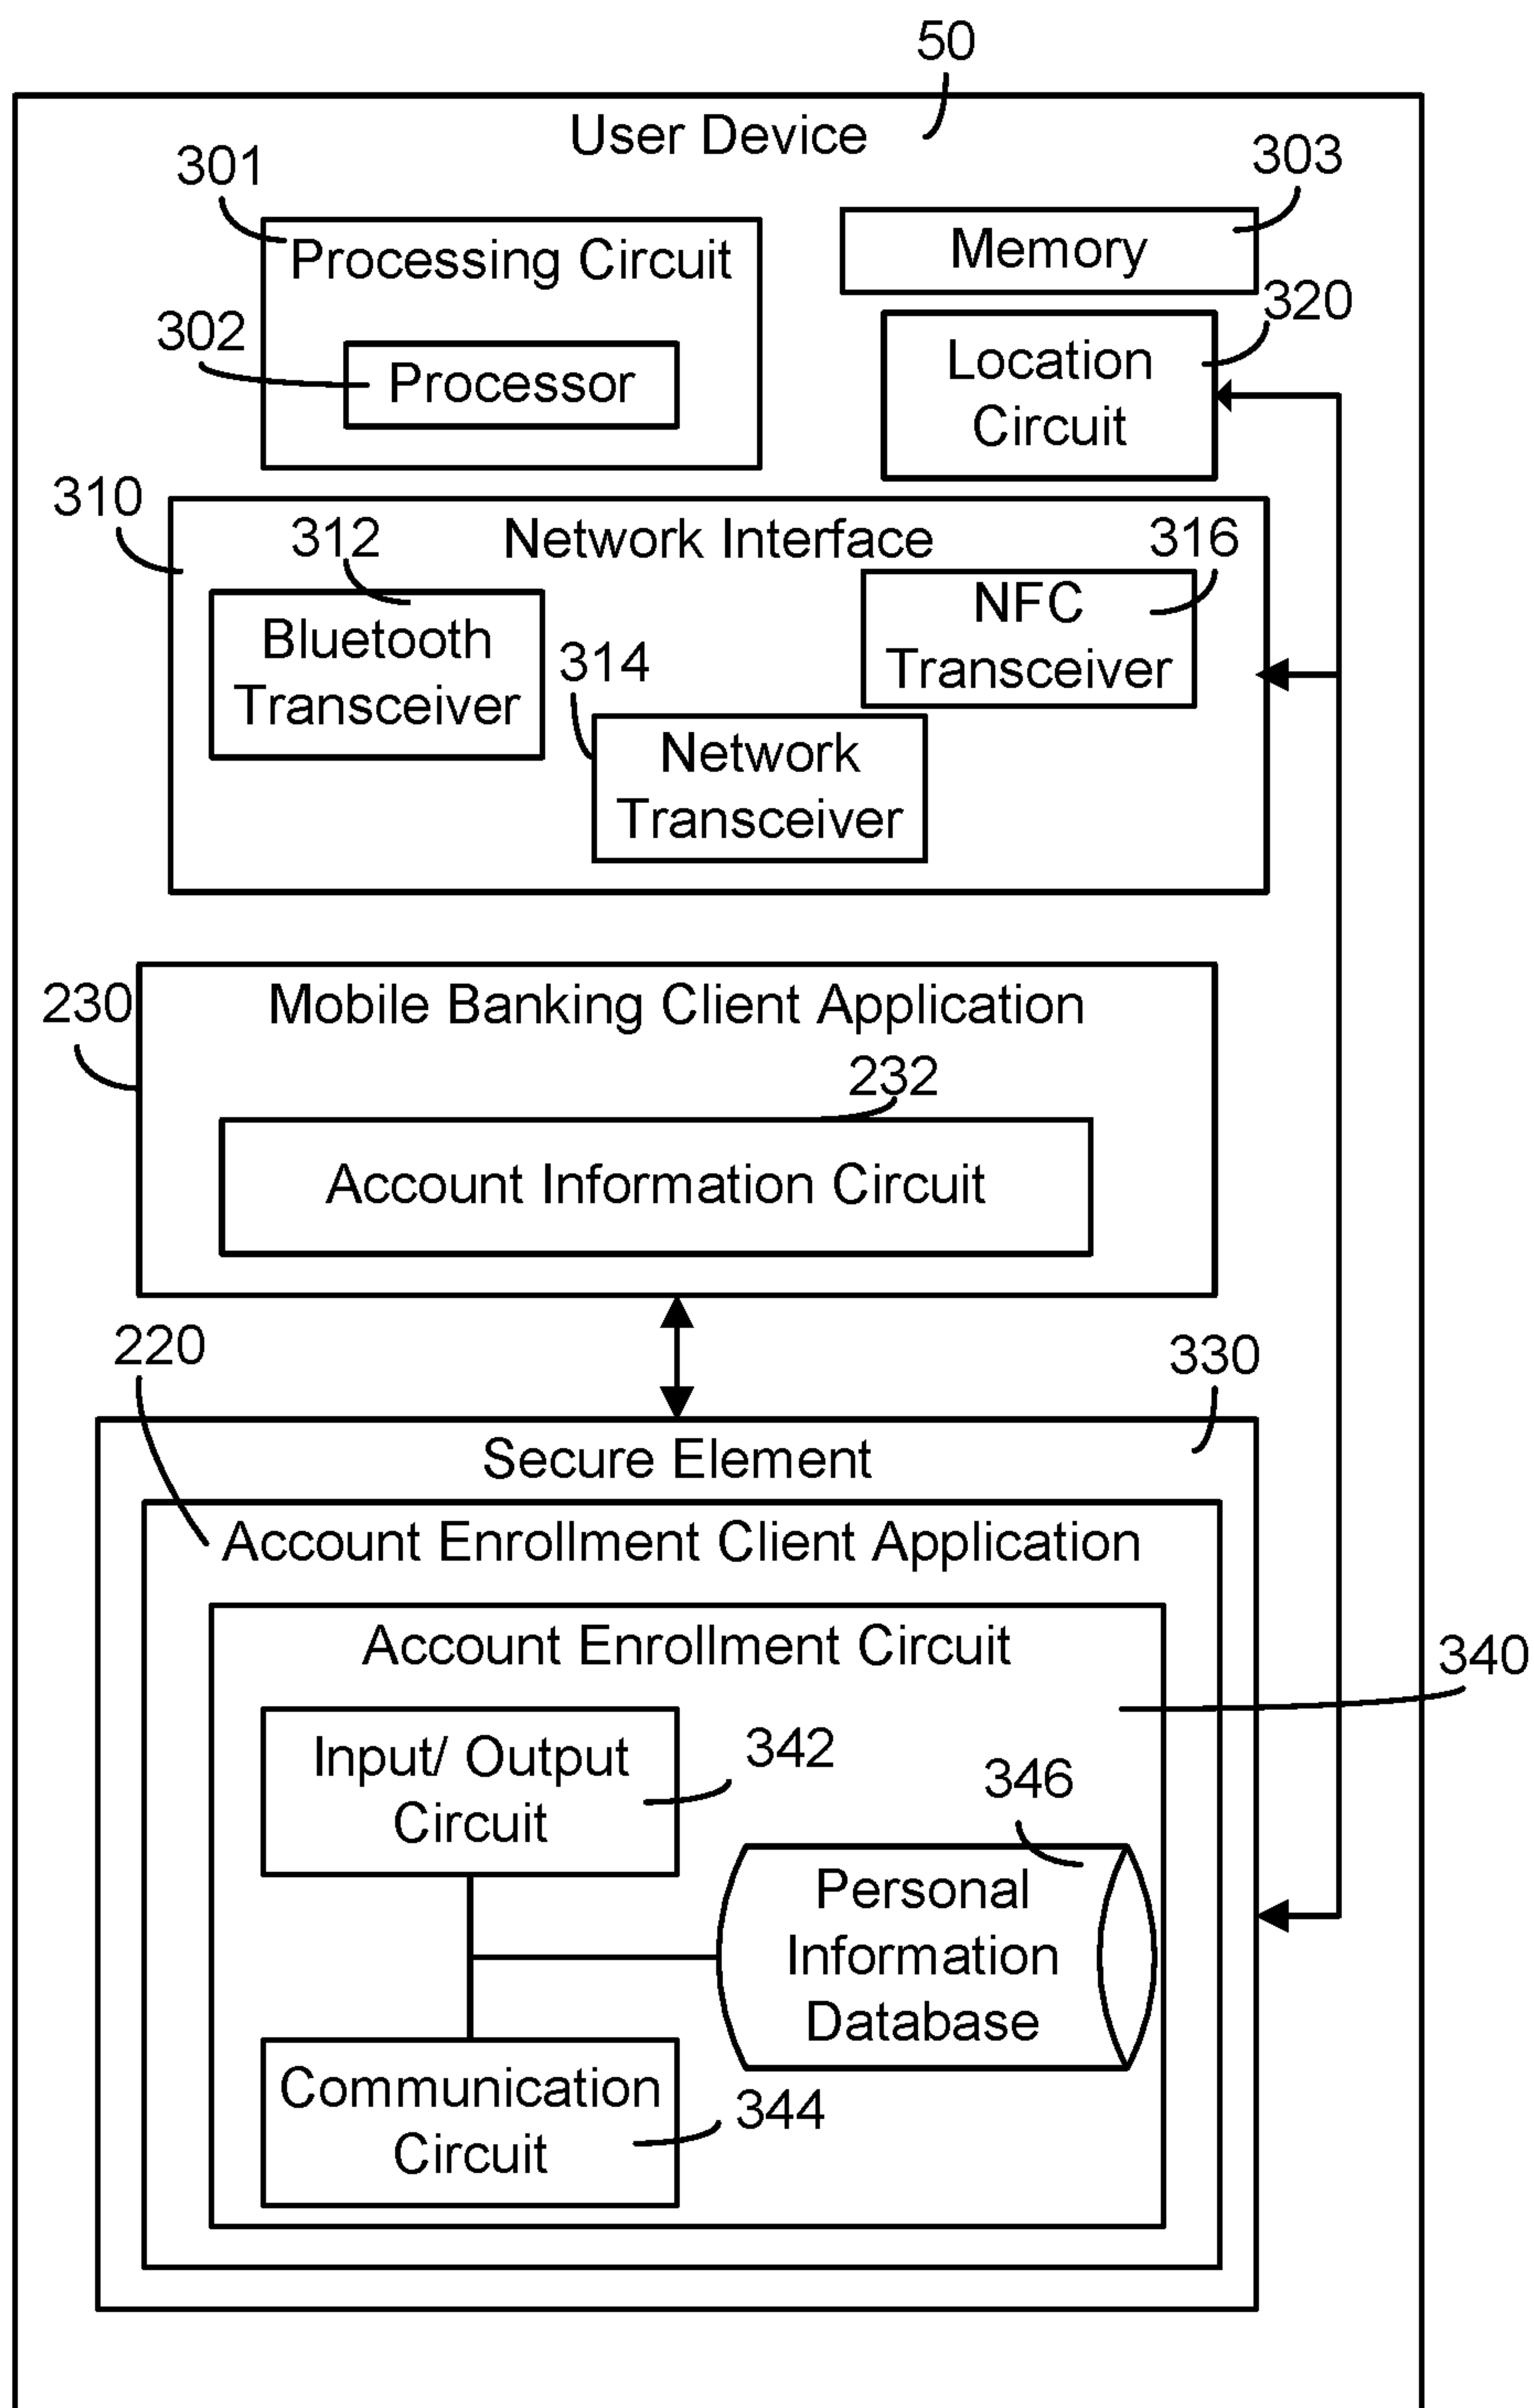 50
User Device
301
303
Processing Circuit
Memory
320
302
Processor
Location
Circuit
310
312
Network Interface
316
Bluetooth
Transceiver
NFC
Transceiver
314
Network
Transceiver
230
Mobile Banking Client Application
232
Account Information Circuit
220
330
Secure Element
Account Enrollment Client Application
Account Enrollment Circuit
340
Input/ Output
Circuit
342
346
Personal
Information
Database
Communication
Circuit
344